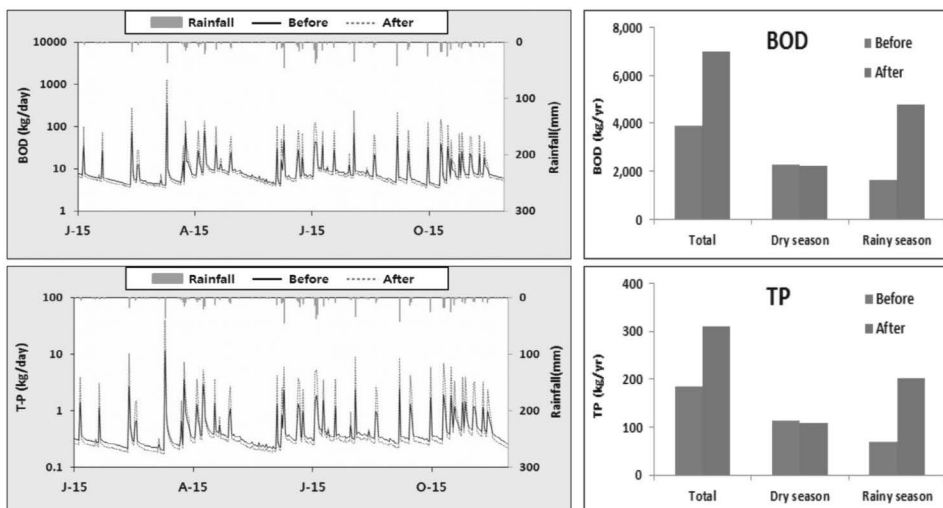 Rainfall Before After
10000
1000
100
10
1
BOD (kg/day)
0
100
200
300
Rainfall(mm)
J-15 A-15 J-15 O-15
BOD
Before
After
8,000
6,000
4,000
2,000
0
BOD (kg/yr)
Total Dry season Rainy season
Rainfall Before After
100
10
1
0.1
T-P (kg/day)
0
100
200
300
Rainfall(mm)
J-15 A-15 J-15 O-15
TP
Before
After
400
300
200
100
0
TP (kg/yr)
Total Dry season Rainy season